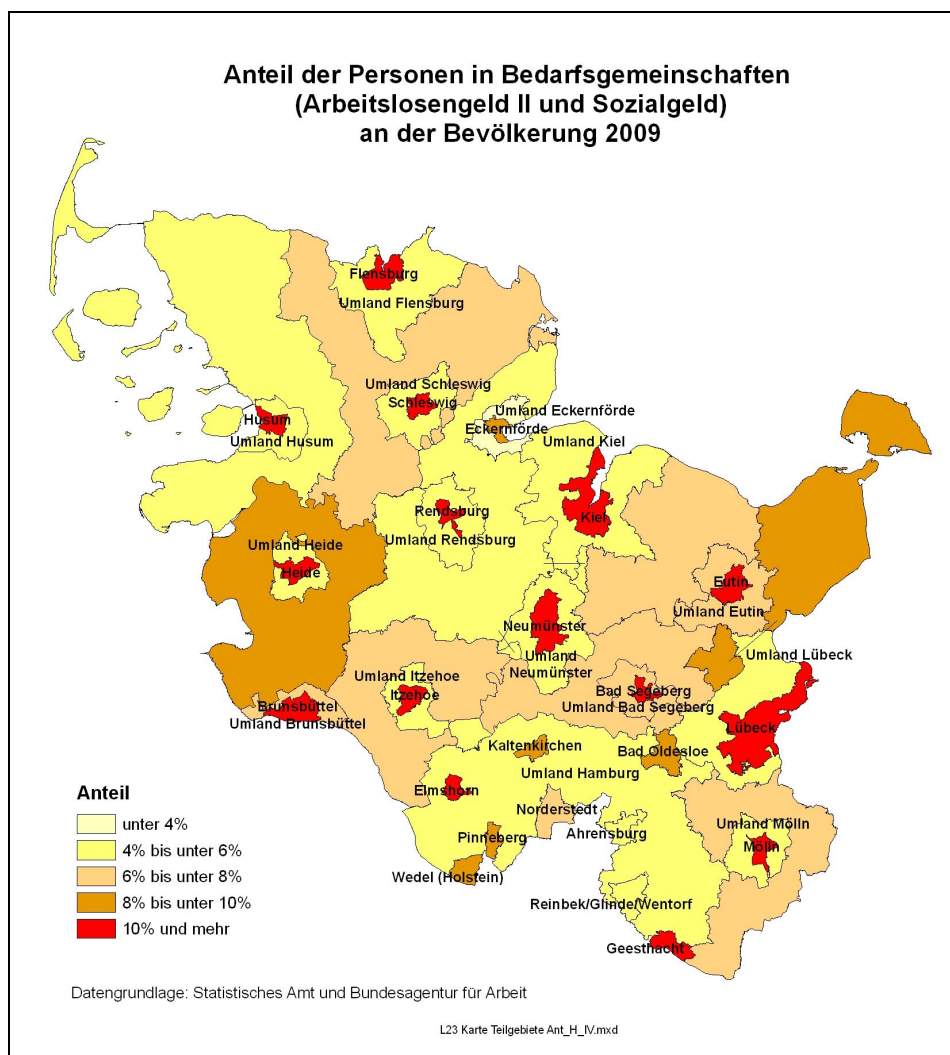 Anteil der Personen in Bedarfsgemeinschaften
(Arbeitslosengeld II und Sozialgeld)
an der Bevölkerung 2009
Flensburg
Umland Flensburg
Umland Schleswig
Schleswig
Umland Eckernförde
Eckernförde
Husum
Umland Husum
Umland Kiel
Rendsburg
Kiel
Umland Rendsburg
Umland Heide
Heide
Eutin
Umland Eutin
Neumünster
Umland
Neumünster
Umland Lübeck
Umland Itzehoe
Itzehoe
Bad Segeberg
Umland Bad Segeberg
Brunsbüttel
Umland Brunsbüttel
Lübeck
Kaltenkirchen
Bad Oldesloe
Umland Hamburg
Elmshorn
Norderstedt
Ahrensburg
Umland Mölln
Mölln
Pinneberg
Wedel (Holstein)
Reinbek/Glinde/Wentorf
Geesthacht
Anteil
unter 4%
4% bis unter 6%
6% bis unter 8%
8% bis unter 10%
10% und mehr
Datengrundlage: Statistisches Amt und Bundesagentur für Arbeit
L23 Karte Teilgebiete Ant_H_IV.mxd